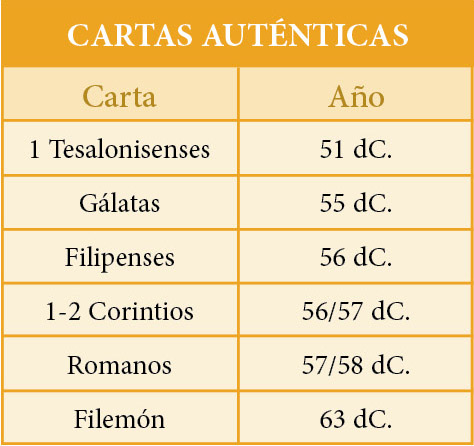 CARTAS AUTÉNTICAS
Carta Año
1 Tesalonisenses 51 dC.
Gálatas 55 dC.
Filipenses 56 dC.
1-2 Corintios 56/57 dC.
Romanos 57/58 dC.
Filemón 63 dC.